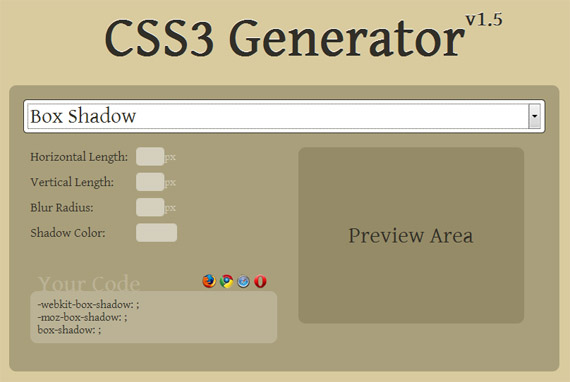 CSS3 Generator v1.5
Box Shadow
Horizontal Length: px
Vertical Length: px
Blur Radius: px
Shadow Color:
Preview Area
Your Code
-webkit-box-shadow: ;
-moz-box-shadow: ;
box-shadow: ;